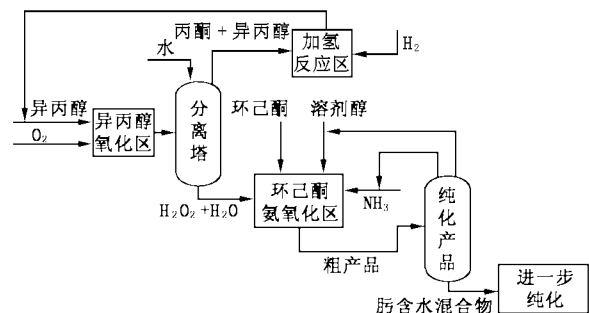 丙酮+异丙醇
加氢
反应区
H₂
水
异丙醇
O₂
异丙醇
氧化区
分离塔
环己酮
溶剂醇
H₂O₂+H₂O
环己酮
氨氧化区
NH₃
纯化产品
粗产品
肟含水混合物
进一步
纯化